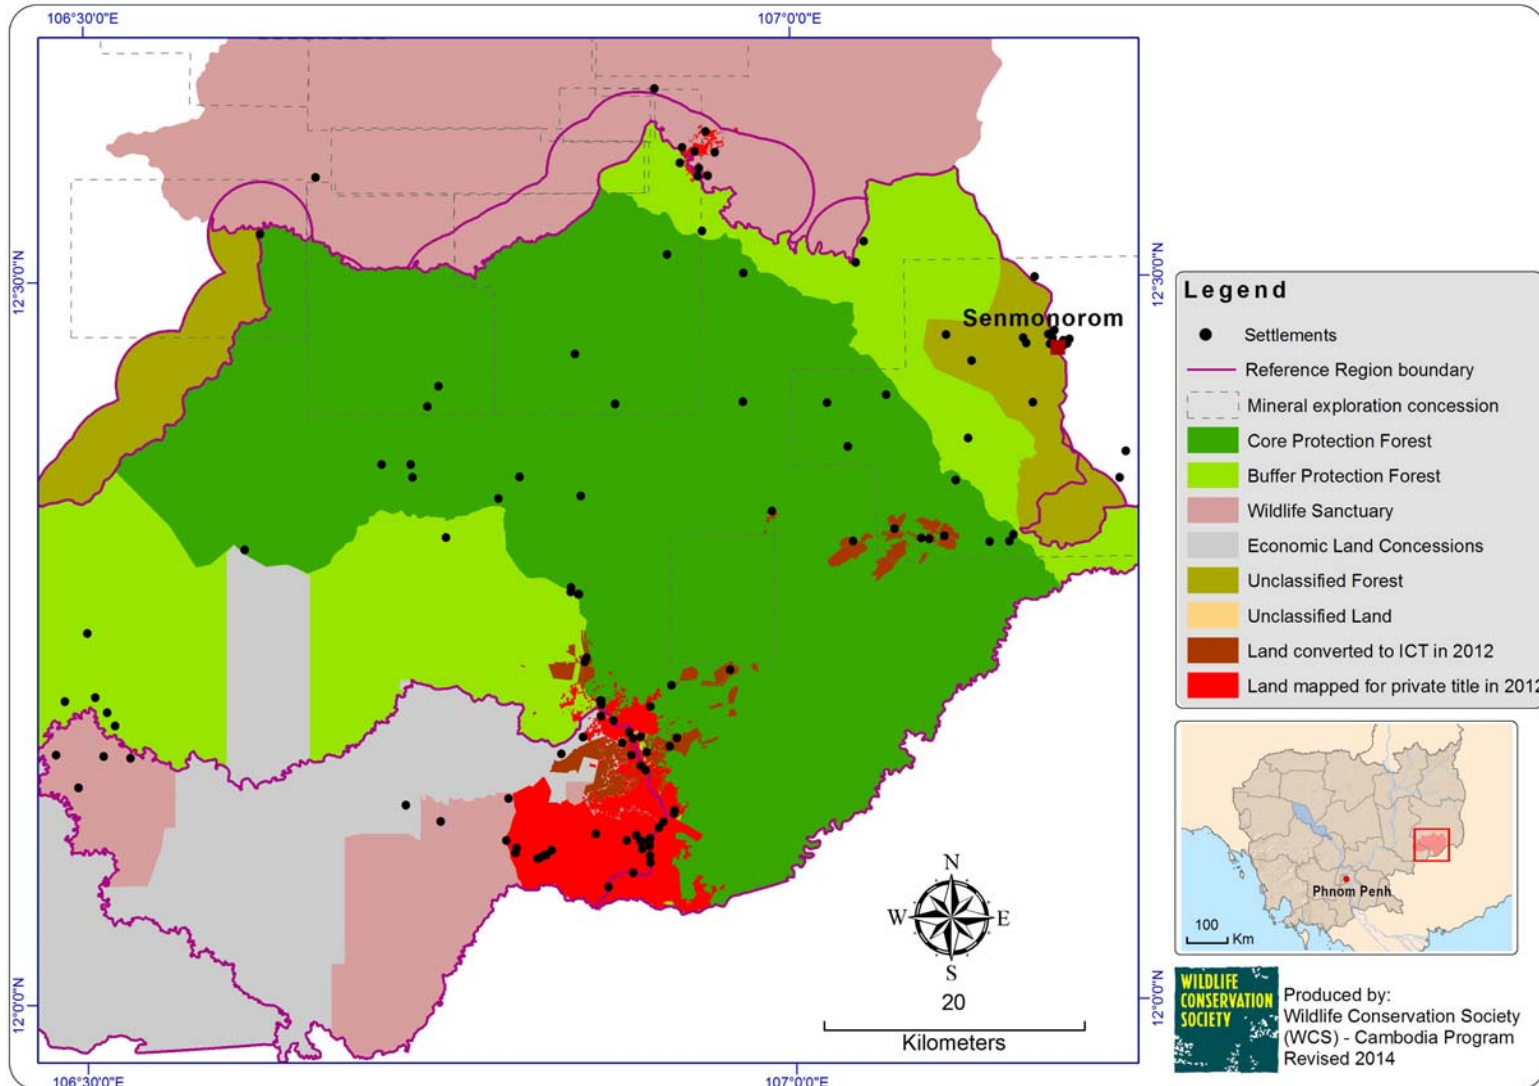 106°30'0"E
107°0'0"E
12°30'0"N
12°30'0"N
Senmonorom
Legend
Settlements
Reference Region boundary
Mineral exploration concession
Core Protection Forest
Buffer Protection Forest
Wildlife Sanctuary
Economic Land Concessions
Unclassified Forest
Unclassified Land
Land converted to ICT in 2012
Land mapped for private title in 2012
Phnom Penh
100
Km
N
W
E
S
20
Kilometers
12°0'0"N
12°0'0"N
WILDLIFE
CONSERVATION
SOCIETY
Produced by:
Wildlife Conservation Society
(WCS) - Cambodia Program
Revised 2014
106°30'0"E
107°0'0"E